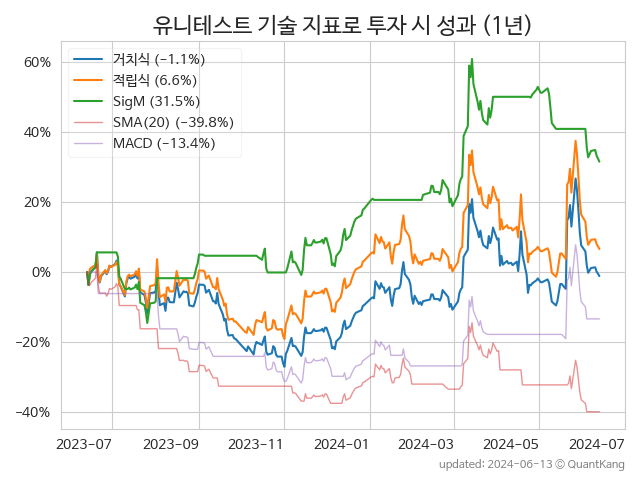 유니테스트 기술 지표로 투자 시 성과 (1년)
거치식 (−1.1%)
적립식 (6.6%)
SigM (31.5%)
SMA(20) (−39.8%)
MACD (−13.4%)
60%
40%
20%
0%
−20%
−40%
2023−07 2023−09 2023−11 2024−01 2024−03 2024−05 2024−07
updated: 2024-06-13 © QuantKang